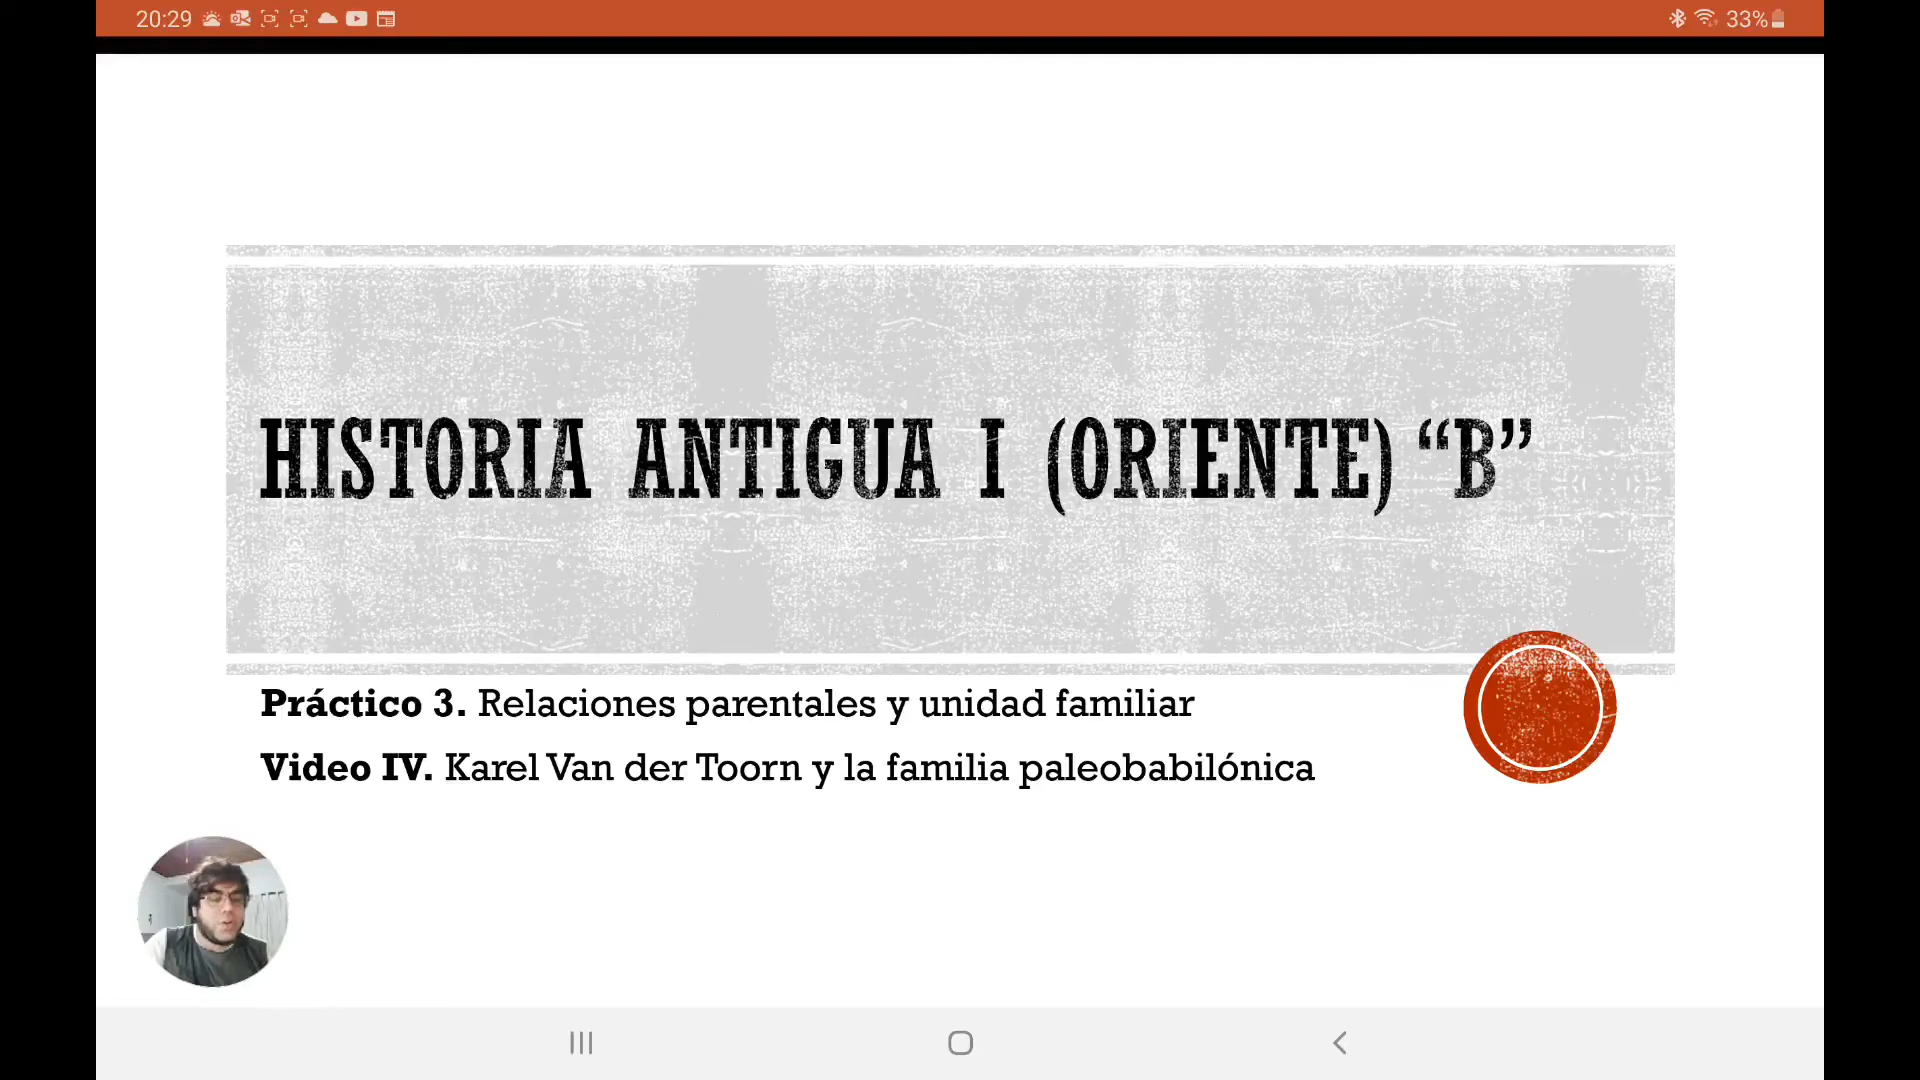 20:29
33%
HISTORIA ANTIGUA I (ORIENTE) “B”
Práctico 3. Relaciones parentales y unidad familiar
Video IV. Karel Van der Toorn y la familia paleobabilónica